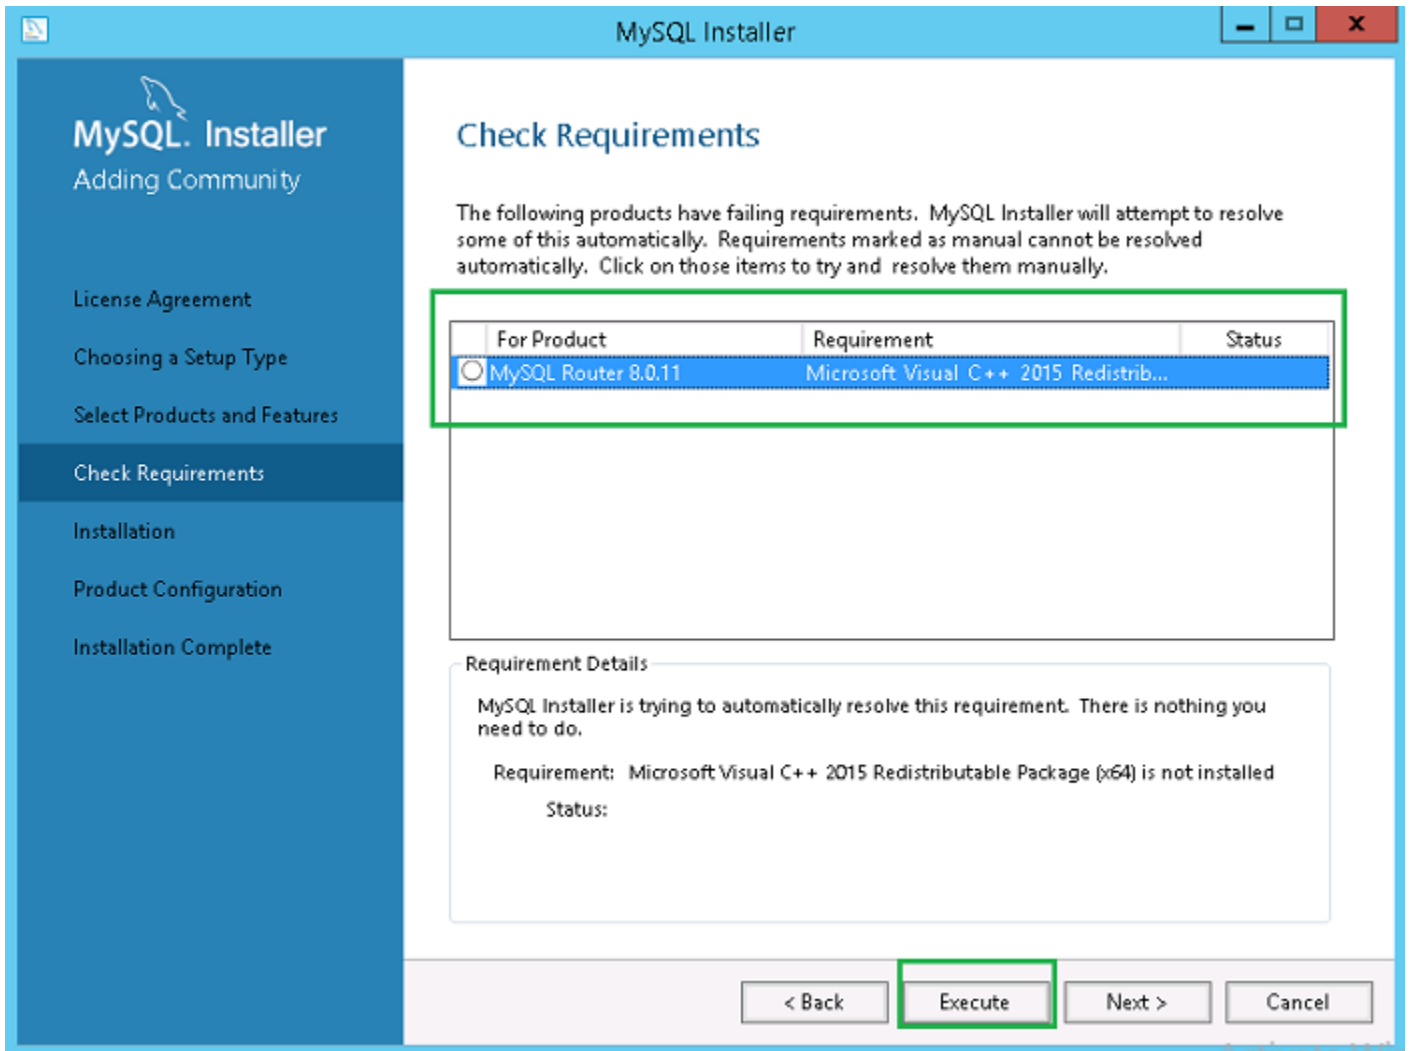 MySQL Installer
MySQL. Installer
Adding Community
License Agreement
Choosing a Setup Type
Select Products and Features
Check Requirements
Installation
Product Configuration
Installation Complete
Check Requirements
The following products have failing requirements. MySQL Installer will attempt to resolve
some of this automatically. Requirements marked as manual cannot be resolved
automatically. Click on those items to try and resolve them manually.
For Product Requirement Status
MySQL Router 8.0.11 Microsoft Visual C++ 2015 Redistrib...
Requirement Details
MySQL Installer is trying to automatically resolve this requirement. There is nothing you
need to do.
Requirement: Microsoft Visual C++ 2015 Redistributable Package (x64) is not installed
Status:
< Back Execute Next > Cancel